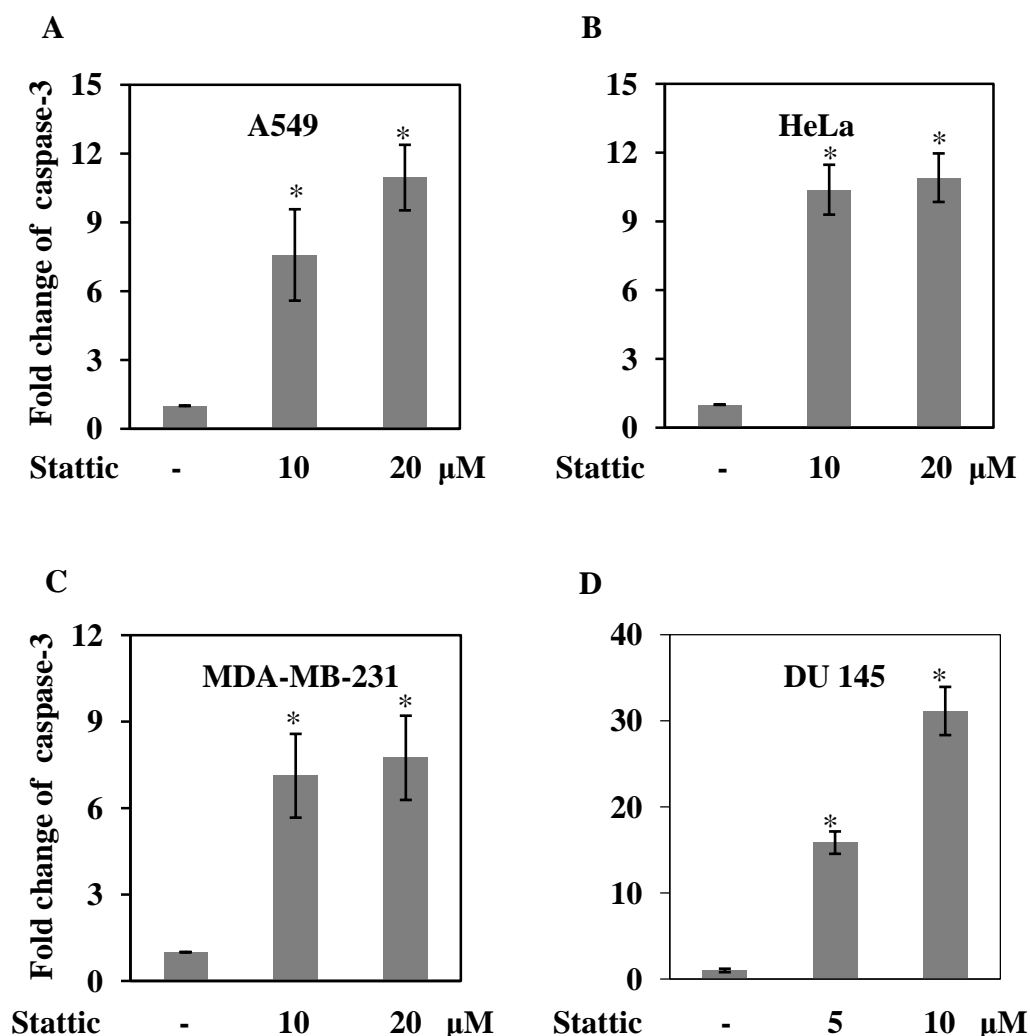 A
Fold change of caspase-3
15
12
9
6
3
0
A549
*
*
Stattic - 10 20 μM
B
15
12
9
6
3
0
HeLa
*
*
Stattic - 10 20 μM
C
Fold change of caspase-3
12
9
6
3
0
MDA-MB-231
*
*
Stattic - 10 20 μM
D
40
30
20
10
0
DU 145
*
*
Stattic - 5 10 μM